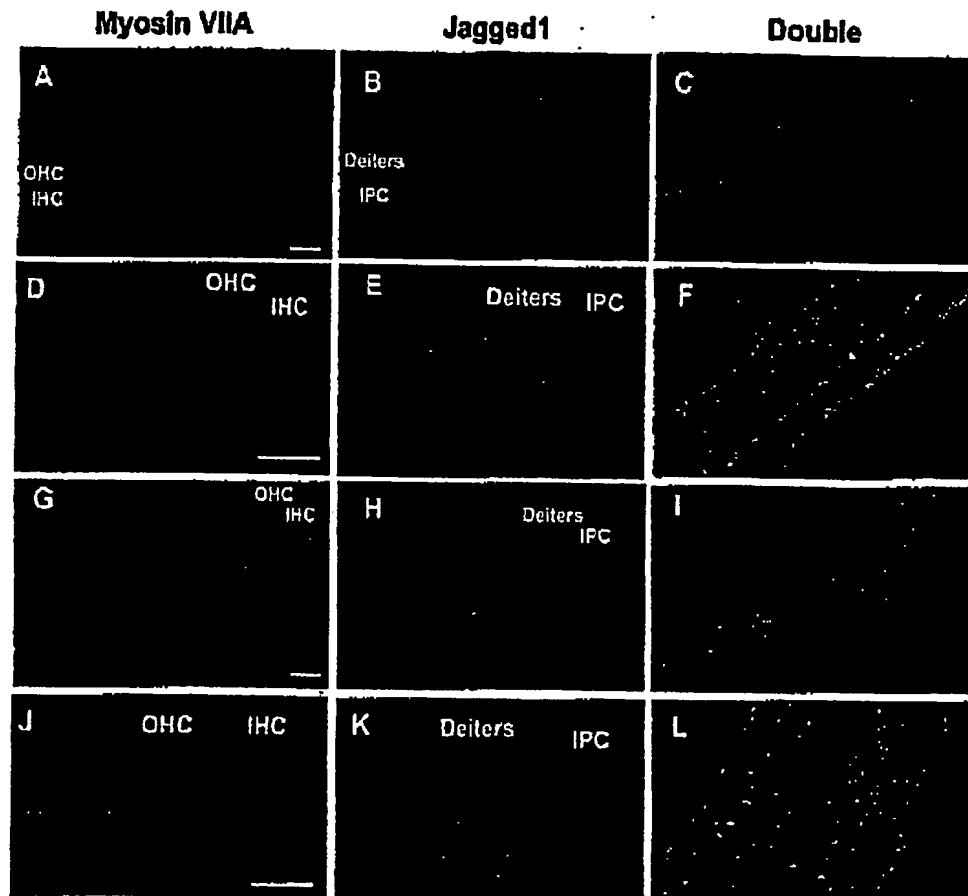 Myosin VIIA Jagged1 Double
A B C
OHC
IHC
Deiters
IPC
D E F
OHC
IHC
Deiters IPC
G H I
OHC
IHC
Deiters
IPC
J K L
OHC IHC
Deiters
IPC